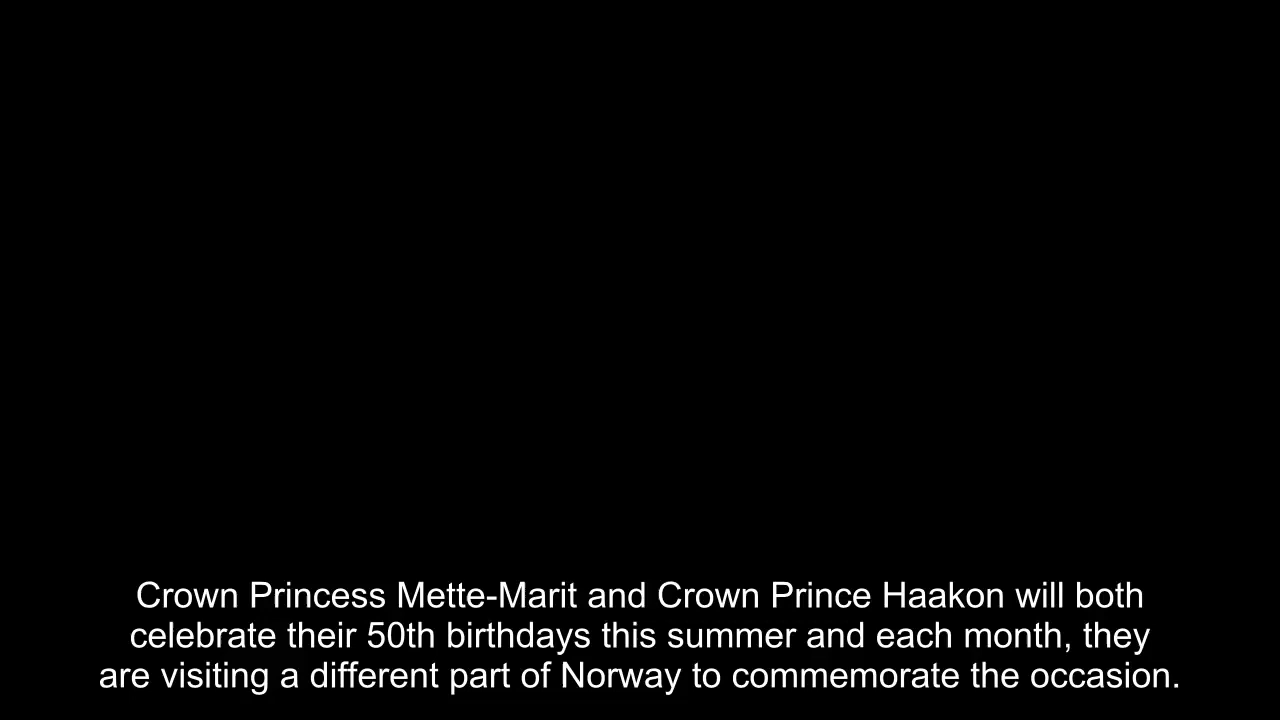 Crown Princess Mette-Marit and Crown Prince Haakon will both
celebrate their 50th birthdays this summer and each month, they
are visiting a different part of Norway to commemorate the occasion.